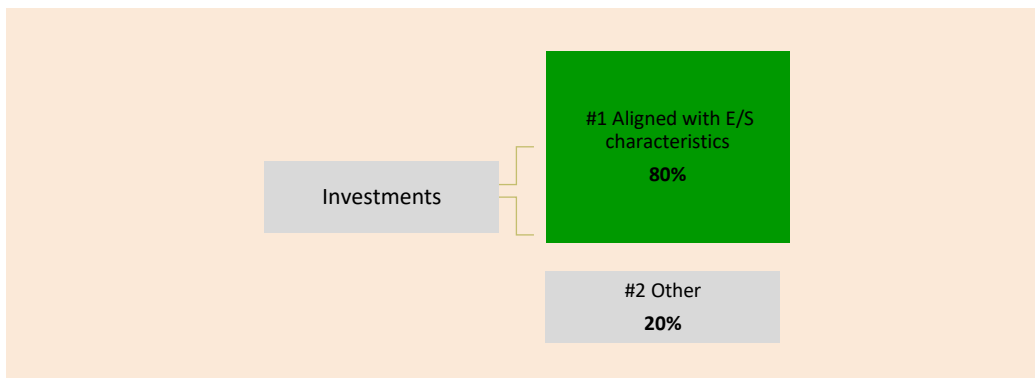 #1 Aligned with E/S
characteristics
80%
Investments
#2 Other
20%